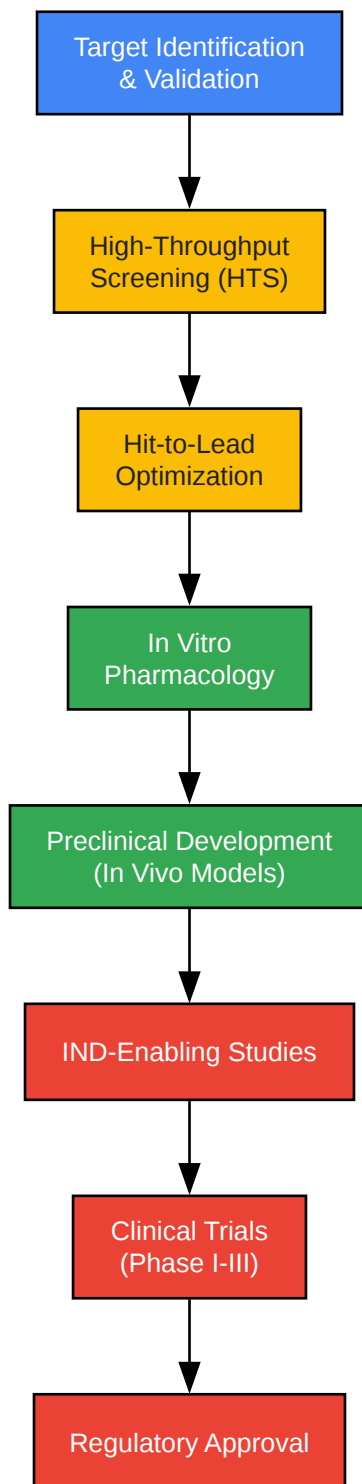 Target Identification
& Validation
High-Throughput
Screening (HTS)
Hit-to-Lead
Optimization
In Vitro
Pharmacology
Preclinical Development
(In Vivo Models)
IND-Enabling Studies
Clinical Trials
(Phase I-III)
Regulatory Approval